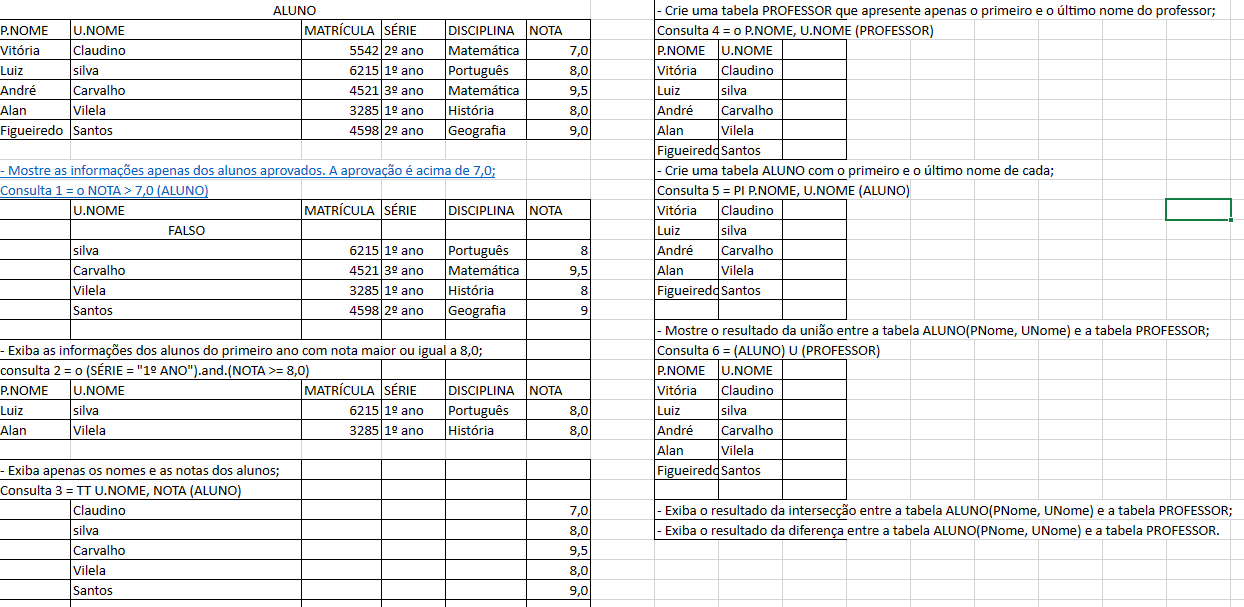 ALUNO
P.NOME U.NOME MATRÍCULA SÉRIE DISCIPLINA NOTA
Vitória Claudino 5542 2º ano Matemática 7,0
Luiz silva 6215 1º ano Português 8,0
André Carvalho 4521 3º ano Matemática 9,5
Alan Vilela 3285 1º ano História 8,0
Figueiredo Santos 4598 2º ano Geografia 9,0
- Mostre as informações apenas dos alunos aprovados. A aprovação é acima de 7,0;
Consulta 1 = o NOTA > 7,0 (ALUNO)
U.NOME MATRÍCULA SÉRIE DISCIPLINA NOTA
FALSO
silva 6215 1º ano Português 8
Carvalho 4521 3º ano Matemática 9,5
Vilela 3285 1º ano História 8
Santos 4598 2º ano Geografia 9
- Exiba as informações dos alunos do primeiro ano com nota maior ou igual a 8,0;
consulta 2 = o (SÉRIE = "1º ANO").and.(NOTA >= 8,0)
P.NOME U.NOME MATRÍCULA SÉRIE DISCIPLINA NOTA
Luiz silva 6215 1º ano Português 8,0
Alan Vilela 3285 1º ano História 8,0
- Exiba apenas os nomes e as notas dos alunos;
Consulta 3 = TT U.NOME, NOTA (ALUNO)
Claudino 7,0
silva 8,0
Carvalho 9,5
Vilela 8,0
Santos 9,0
- Crie uma tabela PROFESSOR que apresente apenas o primeiro e o último nome do professor;
Consulta 4 = o P.NOME, U.NOME (PROFESSOR)
P.NOME U.NOME
Vitória Claudino
Luiz silva
André Carvalho
Alan Vilela
Figueiredo Santos
- Crie uma tabela ALUNO com o primeiro e o último nome de cada;
Consulta 5 = PI P.NOME, U.NOME (ALUNO)
Vitória Claudino
Luiz silva
André Carvalho
Alan Vilela
Figueiredo Santos
- Mostre o resultado da união entre a tabela ALUNO(PNome, UNome) e a tabela PROFESSOR;
Consulta 6 = (ALUNO) U (PROFESSOR)
P.NOME U.NOME
Vitória Claudino
Luiz silva
André Carvalho
Alan Vilela
Figueiredo Santos
- Exiba o resultado da intersecção entre a tabela ALUNO(PNome, UNome) e a tabela PROFESSOR;
- Exiba o resultado da diferença entre a tabela ALUNO(PNome, UNome) e a tabela PROFESSOR.